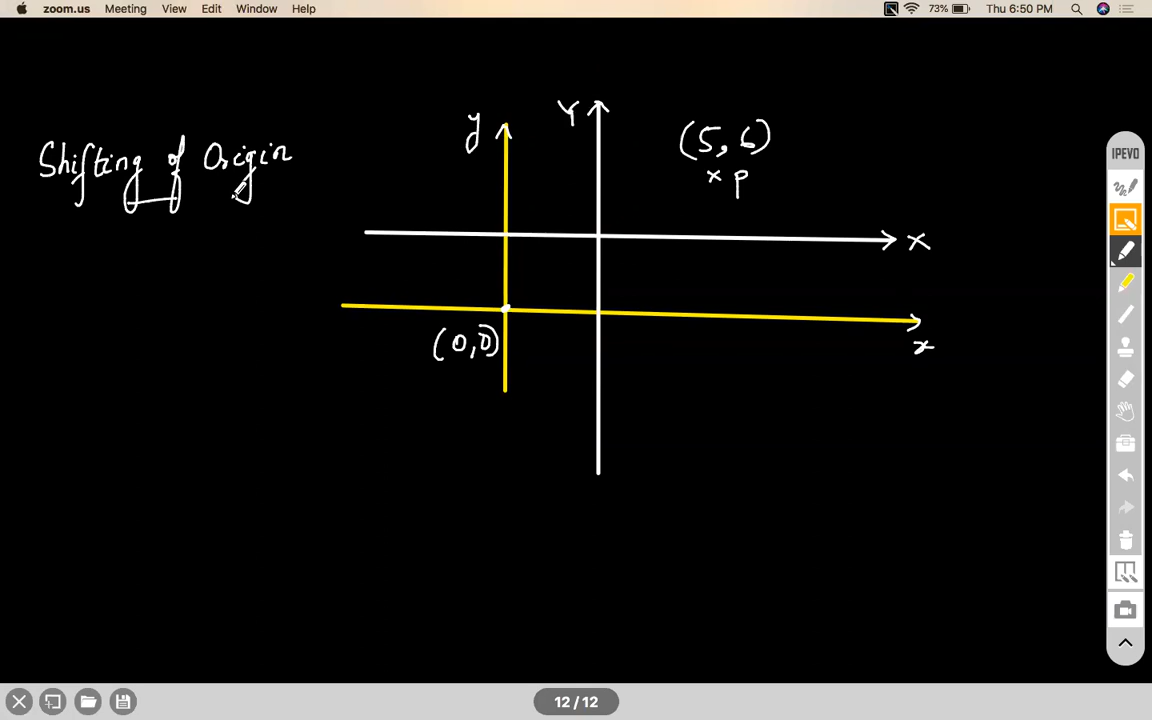 zoom.us Meeting View Edit Window Help 73% Thu 6:50 PM
Shifting of Origin
y
Y
(5, 6)
x P
X
(0,0)
x
IPEVO
12/12